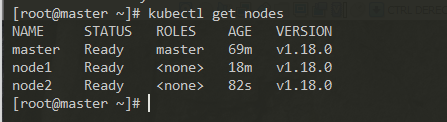 [root@master ~]# kubectl get nodes
NAME     STATUS   ROLES    AGE   VERSION
master   Ready    master   69m   v1.18.0
node1    Ready    <none>   18m   v1.18.0
node2    Ready    <none>   82s   v1.18.0
[root@master ~]#